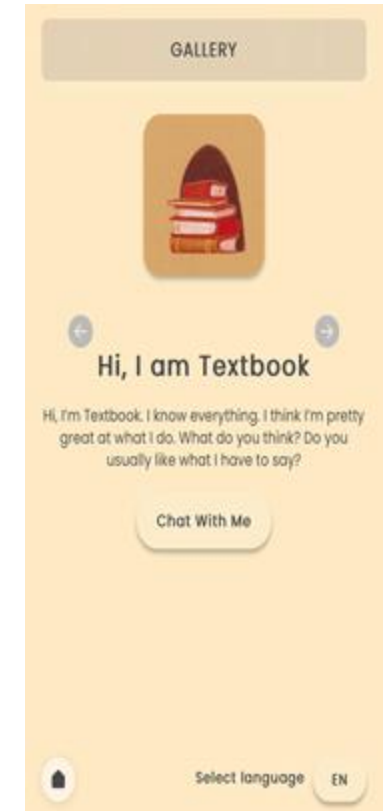 GALLERY
Hi, I am Textbook
Hi, I'm Textbook. I know everything. I think I'm pretty
great at what I do. What do you think? Do you
usually like what I have to say?
Chat With Me
Select language EN